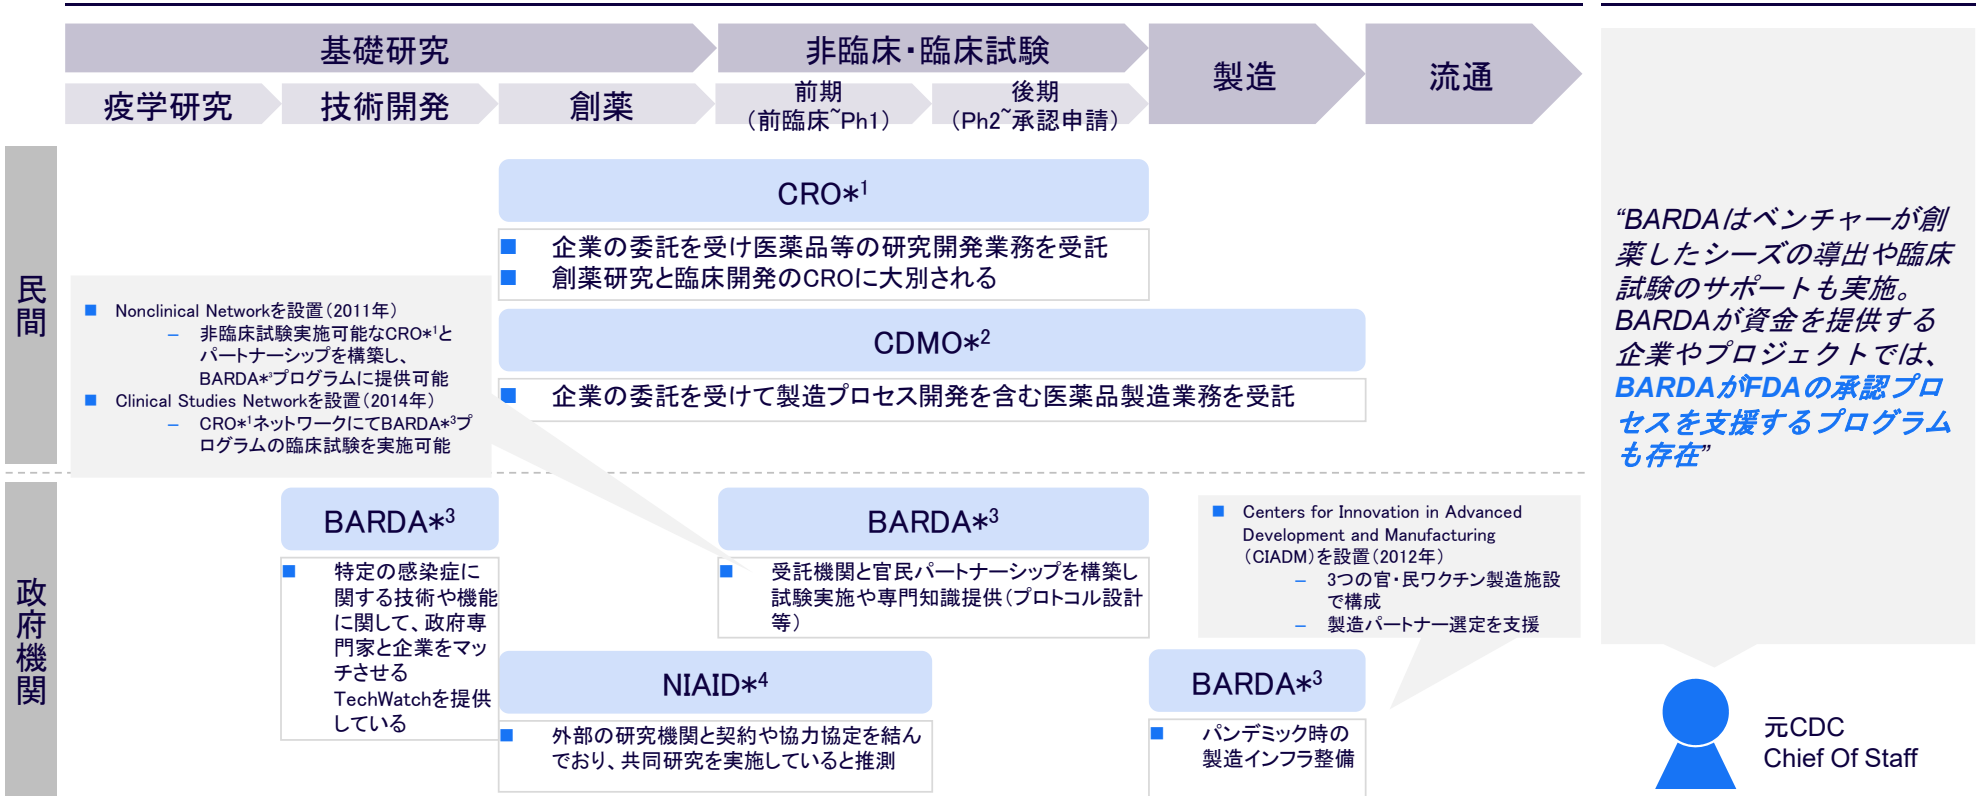 基礎研究
非臨床・臨床試験
製造
流通
疫学研究
技術開発
創薬
前期
（前臨床~Ph1）
後期
（Ph2~承認申請）
民間
CRO*1
■ 企業の委託を受け医薬品等の研究開発業務を受託
■ 創薬研究と臨床開発のCROに大別される
■ Nonclinical Networkを設置（2011年）
– 非臨床試験実施可能なCRO*1と
パートナーシップを構築し、
BARDA*3プログラムに提供可能
■ Clinical Studies Networkを設置（2014年）
– CRO*1ネットワークにてBARDA*3プ
ログラムの臨床試験を実施可能
CDMO*2
■ 企業の委託を受けて製造プロセス開発を含む医薬品製造業務を受託
政府機関
BARDA*3
■ 特定の感染症に
関する技術や機能
に関して、政府専
門家と企業をマッ
チさせる
TechWatchを提供
している
BARDA*3
■ 受託機関と官民パートナーシップを構築し
試験実施や専門知識提供（プロトコル設計
等）
NIAID*4
■ 外部の研究機関と契約や協力協定を結ん
でおり、共同研究を実施していると推測
■ Centers for Innovation in Advanced
Development and Manufacturing
（CIADM）を設置（2012年）
– 3つの官・民ワクチン製造施設
で構成
– 製造パートナー選定を支援
BARDA*3
■ パンデミック時の
製造インフラ整備
“BARDAはベンチャーが創
薬したシーズの導出や臨床
試験のサポートも実施。
BARDAが資金を提供する
企業やプロジェクトでは、
BARDAがFDAの承認プロ
セスを支援するプログラム
も存在”
元CDC
Chief Of Staff